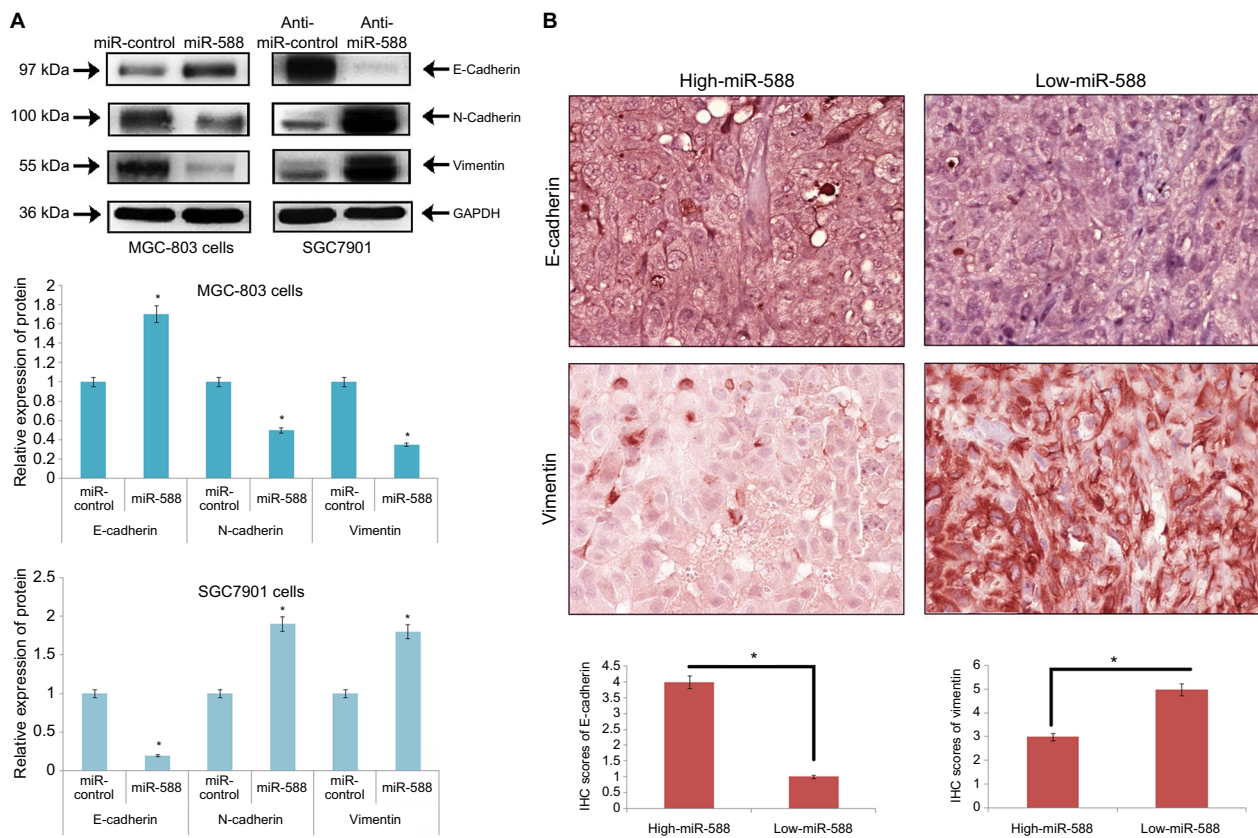 A
miR-control miR-588
Anti-
miR-control
Anti-
miR-588
97 kDa
E-Cadherin
100 kDa
N-Cadherin
55 kDa
Vimentin
36 kDa
GAPDH
MGC-803 cells
SGC7901
MGC-803 cells
Relative expression of protein
2
1.8
1.6
1.4
1.2
1
0.8
0.6
0.4
0.2
0
*
*
*
miR-
control
miR-588
miR-
control
miR-588
miR-
control
miR-588
E-cadherin
N-cadherin
Vimentin
SGC7901 cells
Relative expression of protein
2.5
2
1.5
1
0.5
0
*
*
*
miR-
control
miR-588
miR-
control
miR-588
miR-
control
miR-588
E-cadherin
N-cadherin
Vimentin
B
High-miR-588
Low-miR-588
E-cadherin
Vimentin
IHC scores of E-cadherin
4.5
4
3.5
3
2.5
2
1.5
1
0.5
0
*
High-miR-588
Low-miR-588
IHC scores of vimentin
6
5
4
3
2
1
0
*
High-miR-588
Low-miR-588